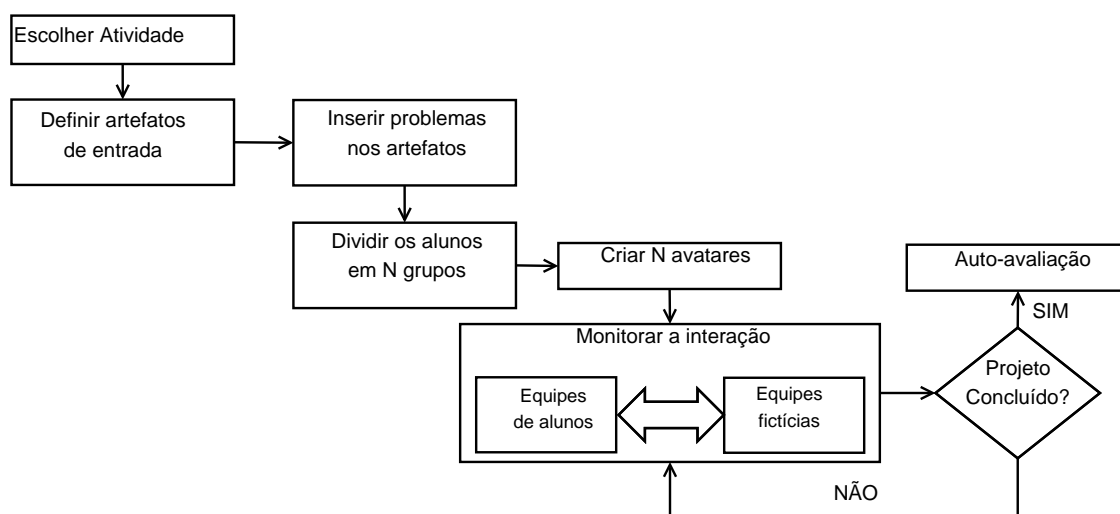 Escolher Atividade
Definir artefatos
de entrada
Inserir problemas
nos artefatos
Dividir os alunos
em N grupos
Criar N avatares
Auto-avaliação
SIM
Monitorar a interação
Equipes
de alunos
Equipes
fictícias
Projeto
Concluído?
NÃO